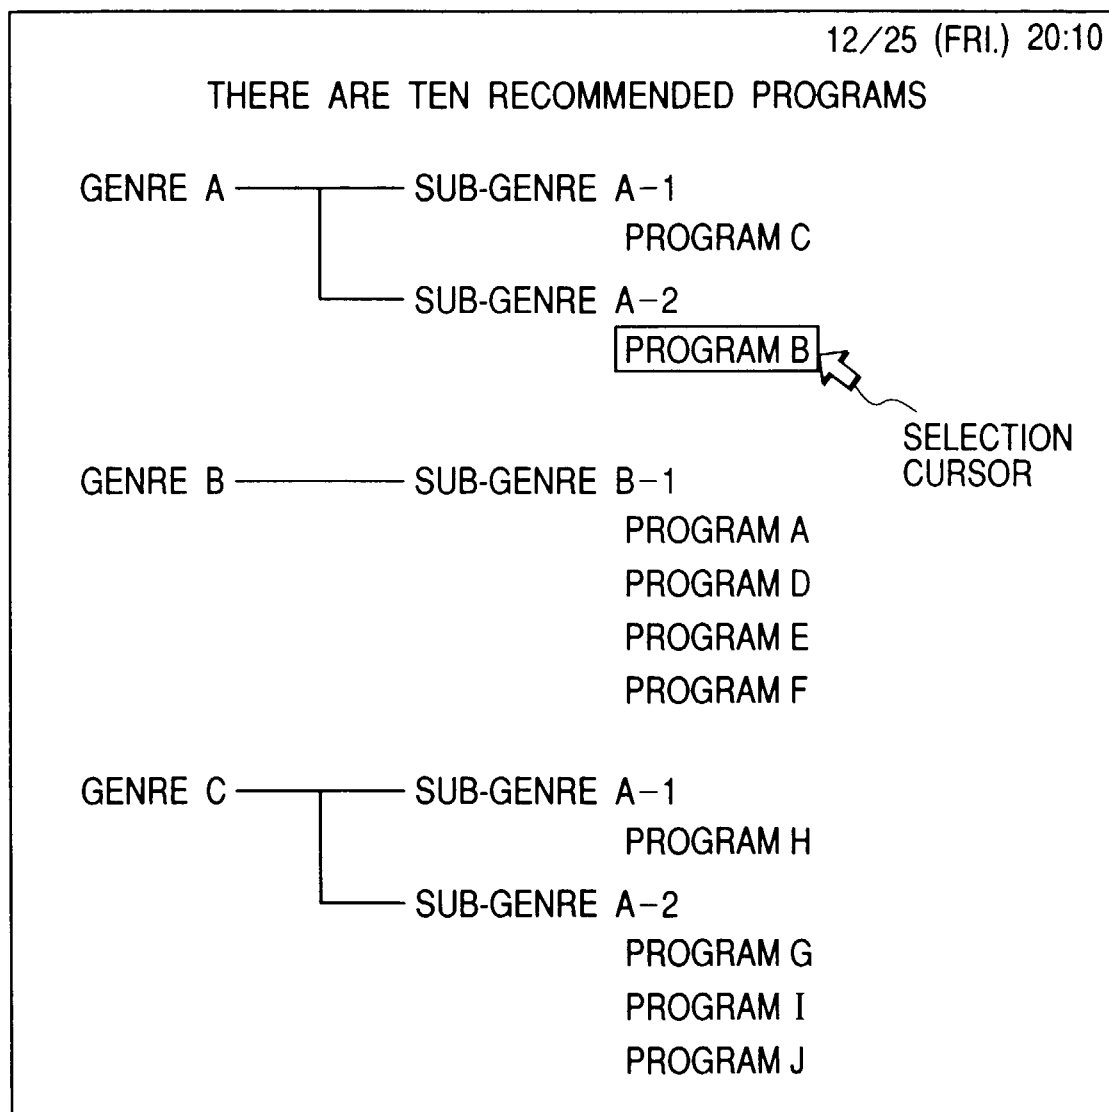 12/25 (FRI.) 20:10
THERE ARE TEN RECOMMENDED PROGRAMS
GENRE A SUB-GENRE A-1
PROGRAM C
SUB-GENRE A-2
PROGRAM B
SELECTION
CURSOR
GENRE B SUB-GENRE B-1
PROGRAM A
PROGRAM D
PROGRAM E
PROGRAM F
GENRE C SUB-GENRE A-1
PROGRAM H
SUB-GENRE A-2
PROGRAM G
PROGRAM I
PROGRAM J